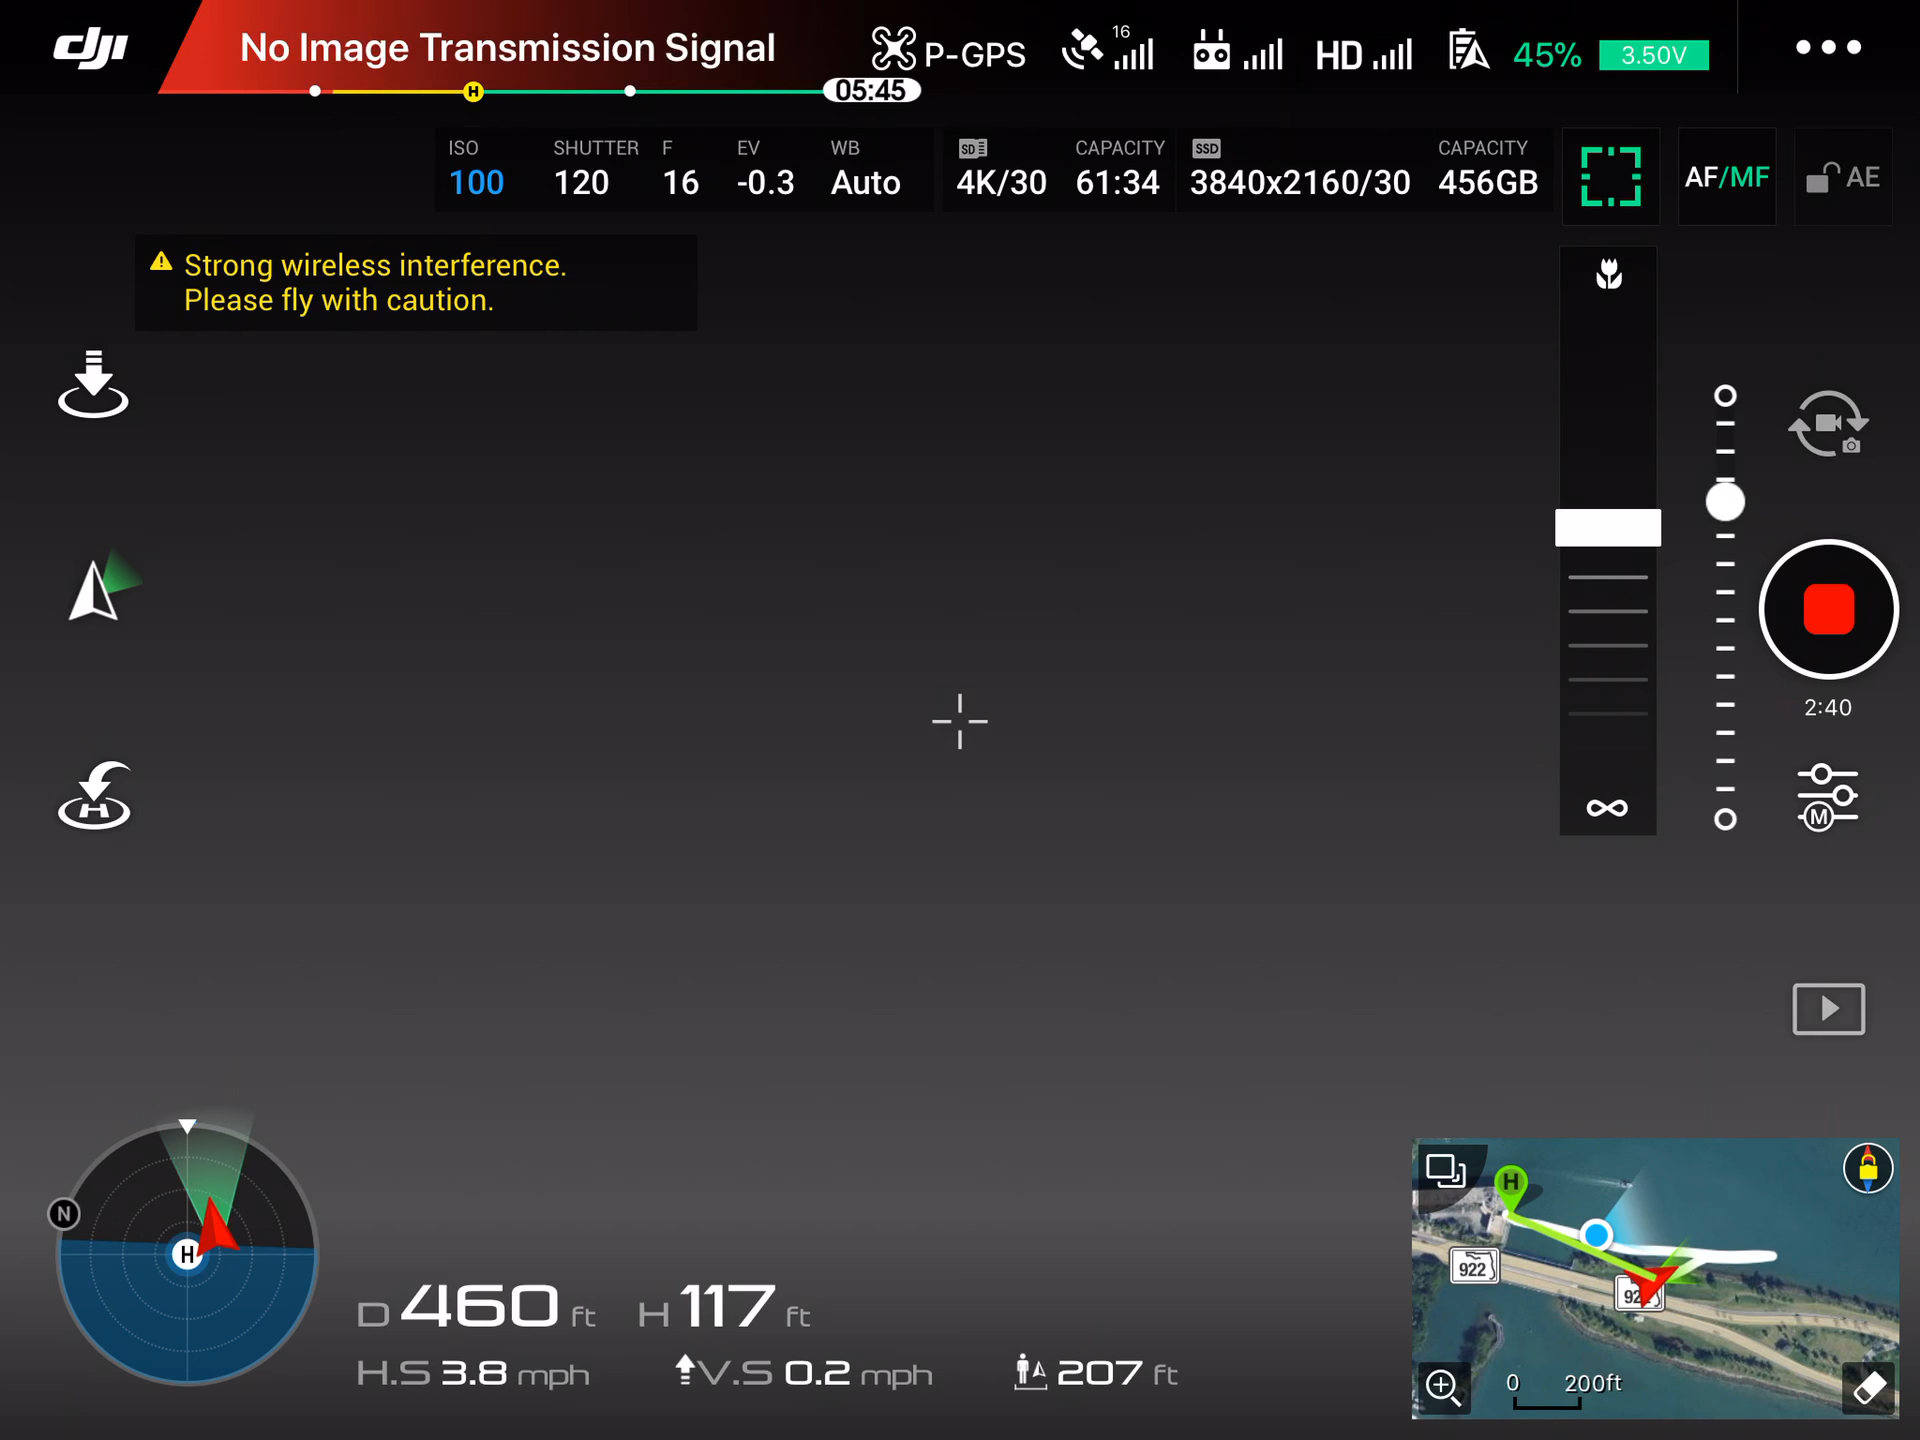 dji
No Image Transmission Signal
P-GPS
16
HD
45%
3.50V
H
05:45
ISO
100
SHUTTER
120
F
16
EV
-0.3
WB
Auto
SD
4K/30
CAPACITY
61:34
SSD
3840x2160/30
CAPACITY
456GB
AF/MF
AE
Strong wireless interference.
Please fly with caution.
2:40
H
M
N
H
D 460 ft
H 117 ft
H.S 3.8 mph
V.S 0.2 mph
207 ft
H
922
0
200ft